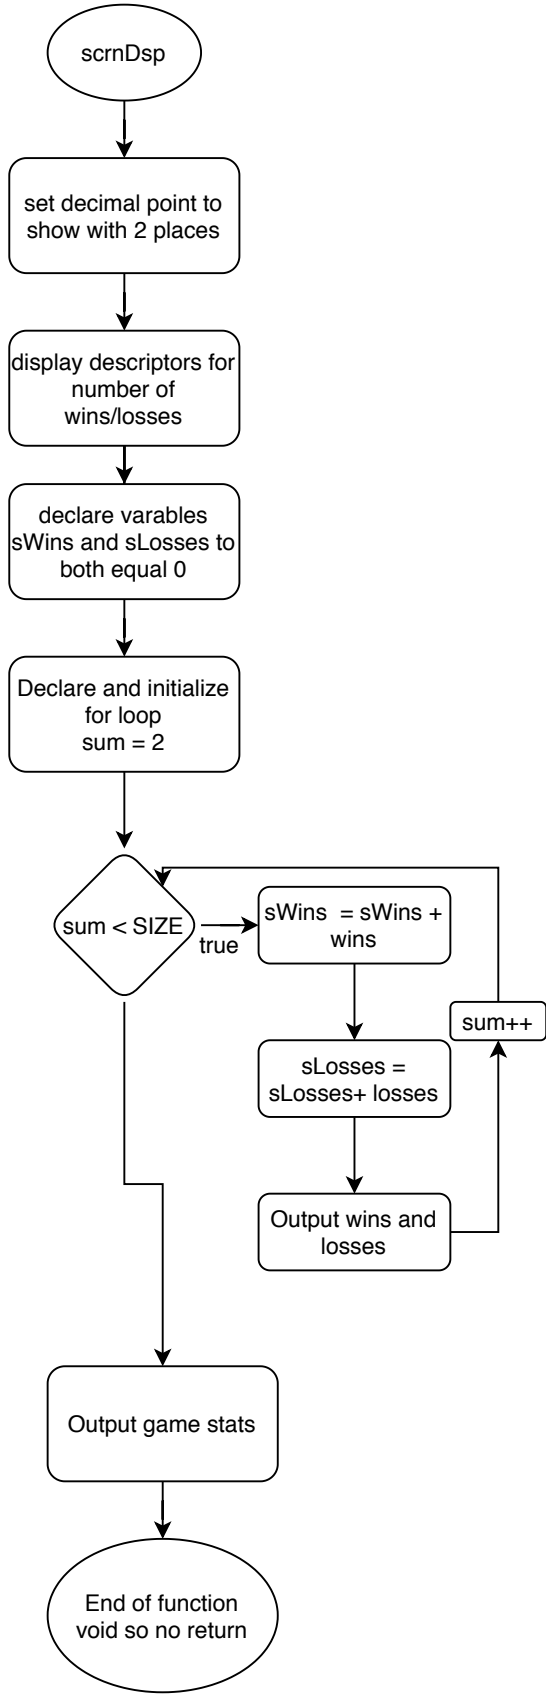 scrnDsp
set decimal point to
show with 2 places
display descriptors for
number of
wins/losses
declare varables
sWins and sLosses to
both equal 0
Declare and initialize
for loop
sum = 2
sum < SIZE
true
sWins  = sWins +
wins
sum++
sLosses =
sLosses+ losses
Output wins and
losses
Output game stats
End of function
void so no return